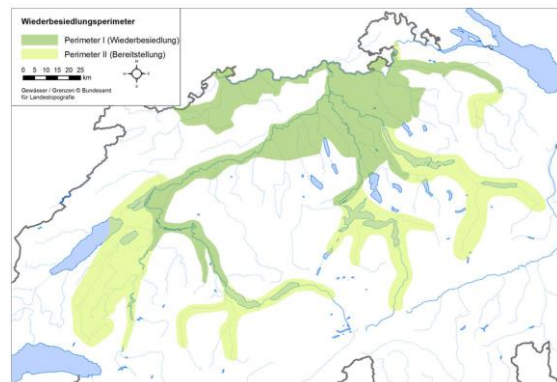 Wiederbesiedlungsperimeter
Perimeter I (Wiederbesiedlung)
Perimeter II (Bereitstellung)
0 5 10 15 20 25
km
N
Gewässer / Grenzen © Bundesamt
für Landestopografie